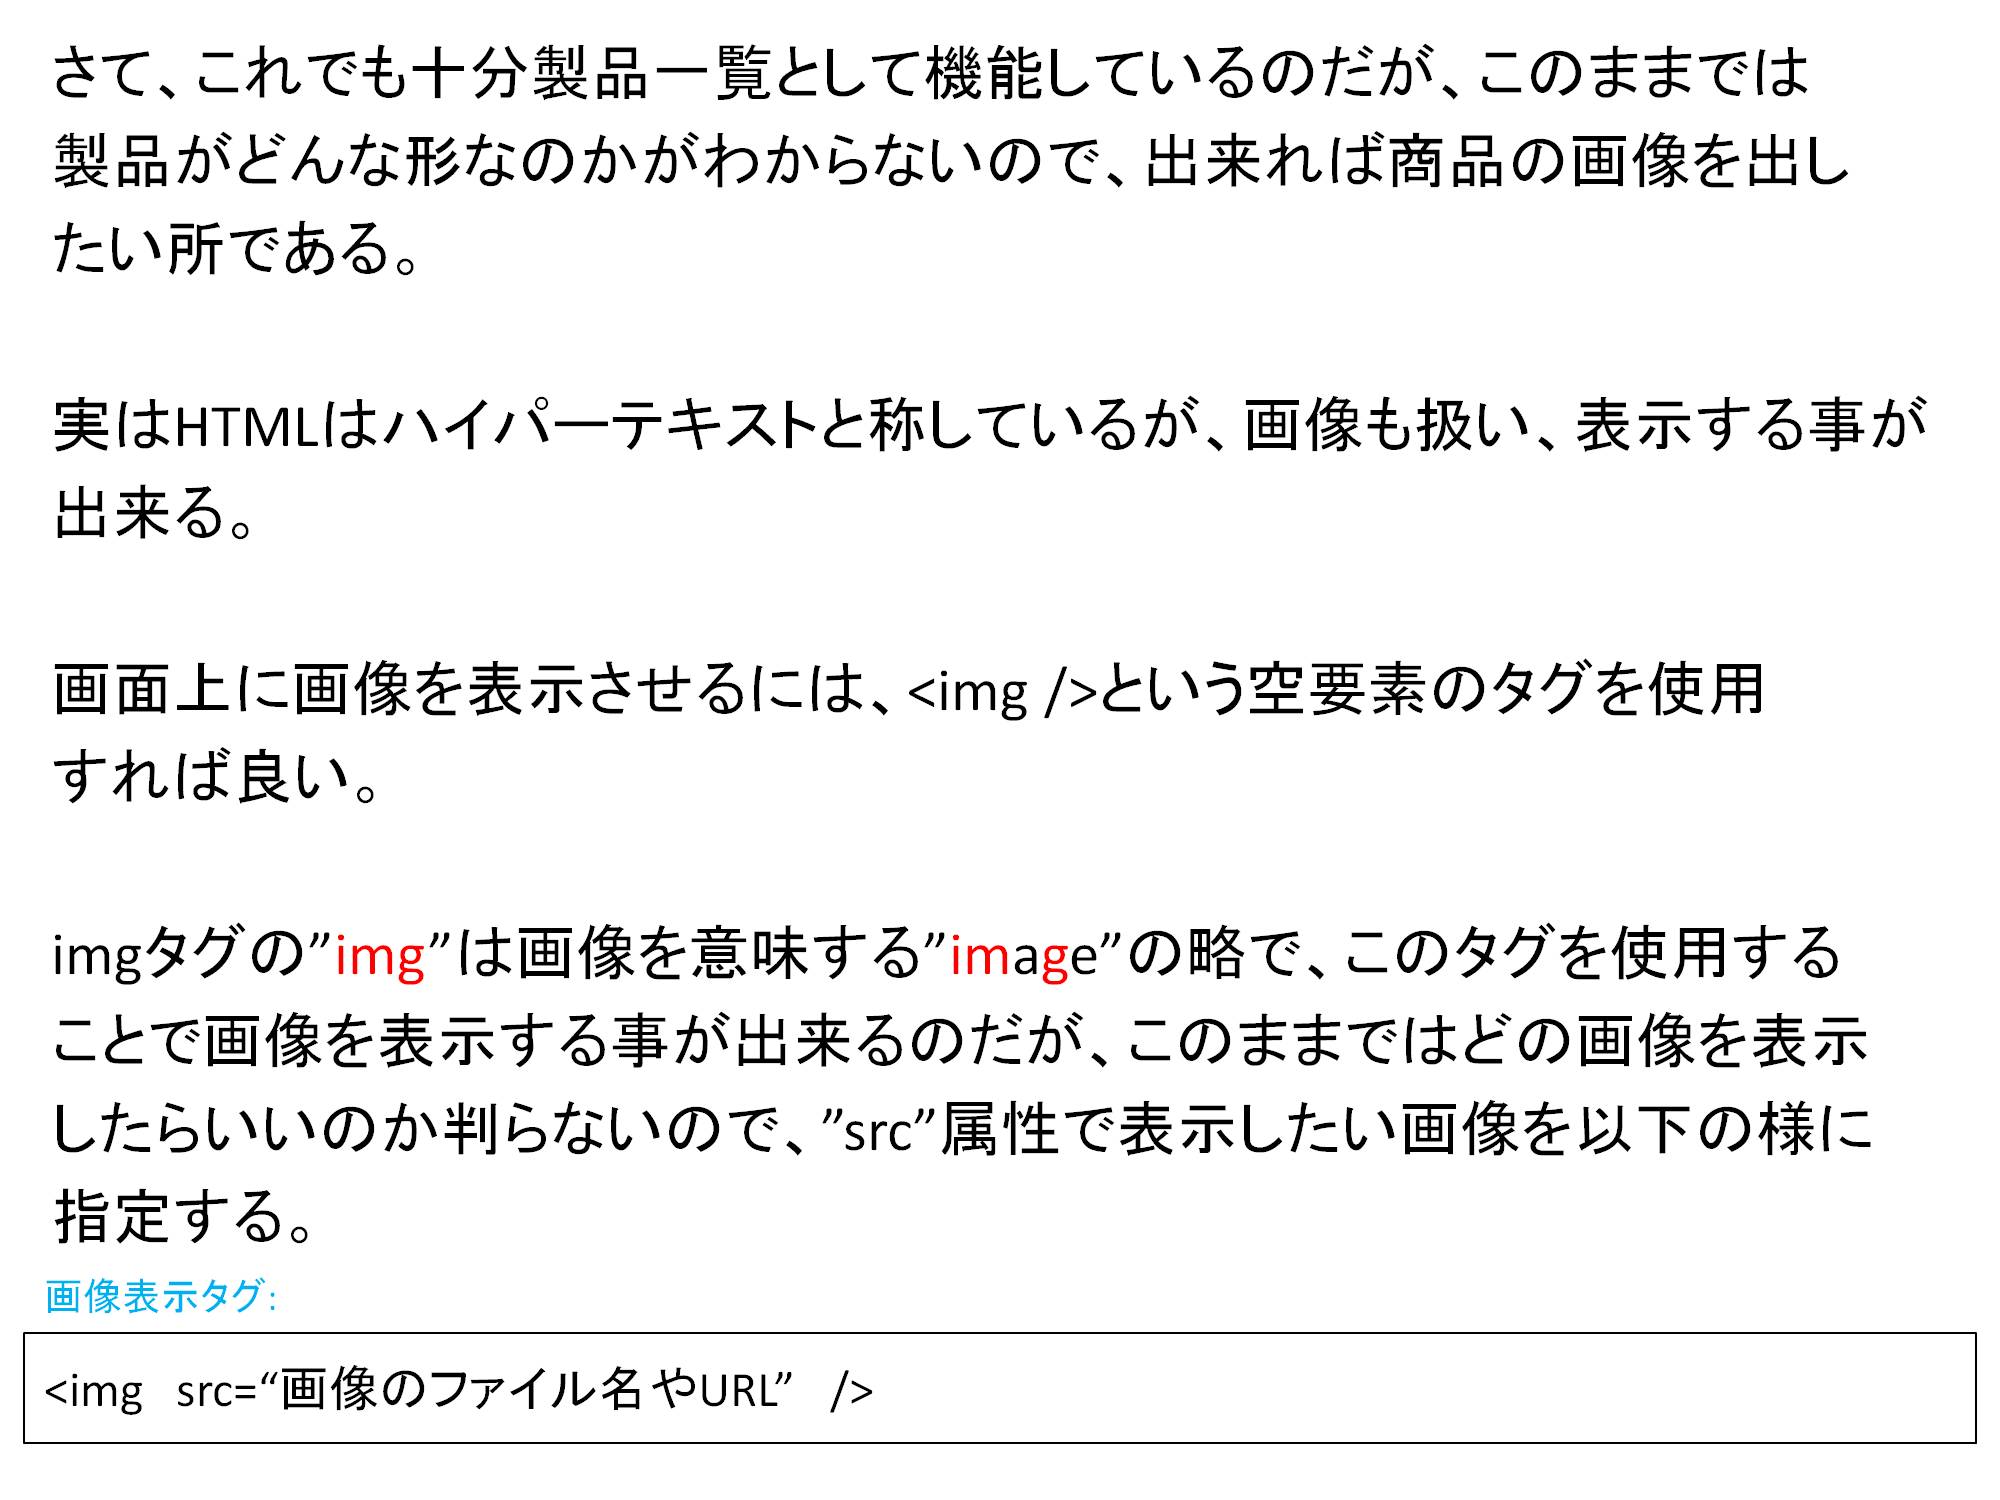 さて、これでも十分製品一覧として機能しているのだが、このままでは
製品がどんな形なのかがわからないので、出来れば商品の画像を出し
たい所である。
実はHTMLはハイパーテキストと称しているが、画像も扱い、表示する事が
出来る。
画面上に画像を表示させるには、<img />という空要素のタグを使用
すれば良い。
imgタグの”img”は画像を意味する”image”の略で、このタグを使用する
ことで画像を表示する事が出来るのだが、このままではどの画像を表示
したらいいのか判らないので、”src”属性で表示したい画像を以下の様に
指定する。
画像表示タグ:
<img　src=“画像のファイル名やURL”　/>